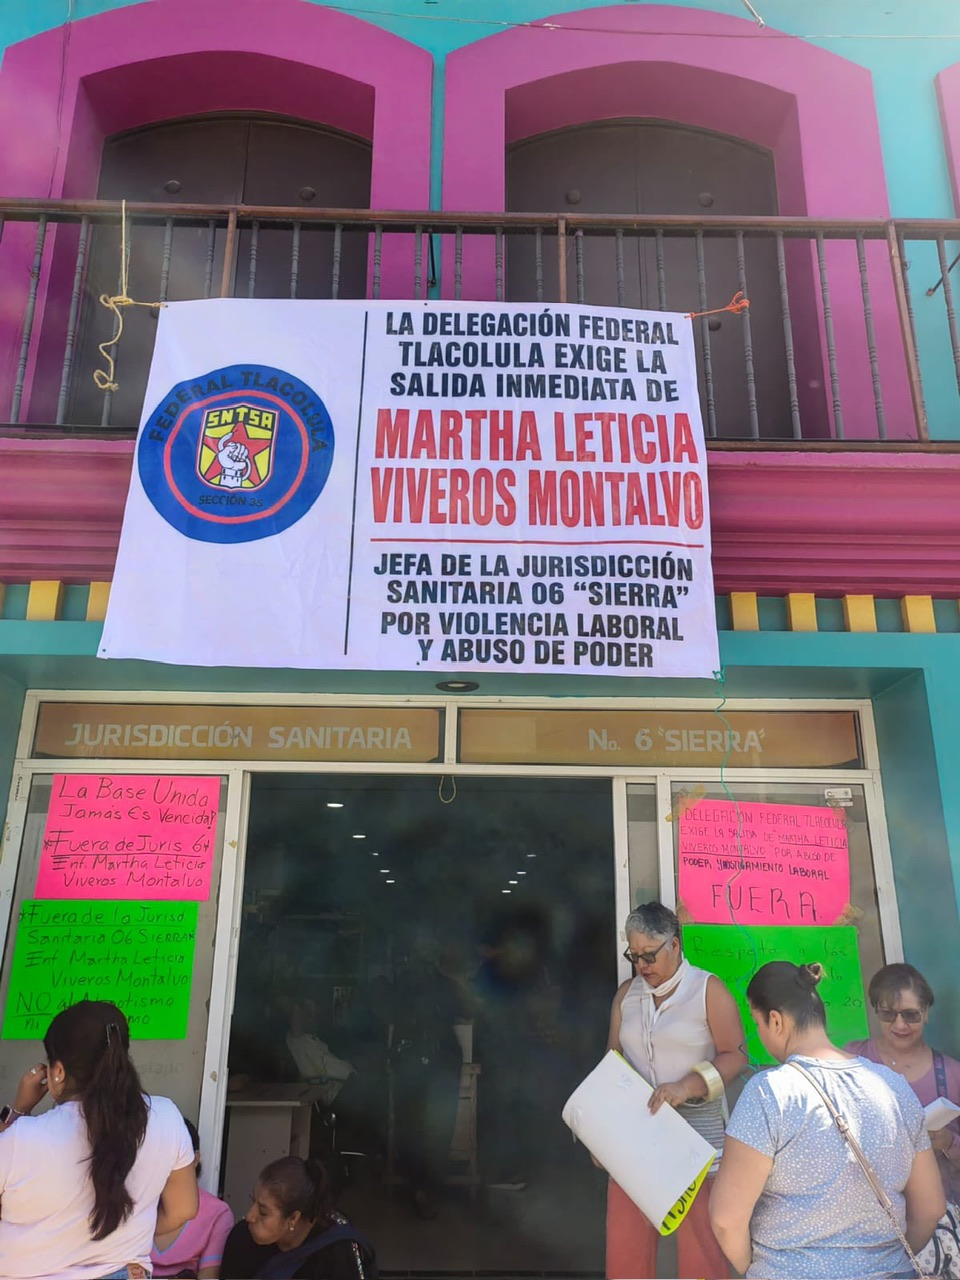 FEDERAL TLACOLULA
SNTSA
SECCIÓN 35
LA DELEGACIÓN FEDERAL
TLACOLULA EXIGE LA
SALIDA INMEDIATA DE
MARTHA LETICIA
VIVEROS MONTALVO
JEFA DE LA JURISDICCIÓN
SANITARIA 06 “SIERRA”
POR VIOLENCIA LABORAL
Y ABUSO DE PODER
JURISDICCIÓN SANITARIA
No. 6 "SIERRA"
La Base Unida
Jamás Es Vencida!
*Fuera de Juris 6*
Enf. Martha Leticia
Viveros Montalvo
*Fuera de la Jurisd
Sanitaria 06 SIERRA*
Enf Martha Leticia
Viveros Montalvo
NO al
DELEGACIÓN FEDERAL TLACOLULA
EXIGE LA SALIDA DE "MARTHA LETICIA
VIVEROS MONTALVO" POR ABUSO DE
PODER, Y HOSTIGAMIENTO LABORAL
FUERA.
Respeto a los
20